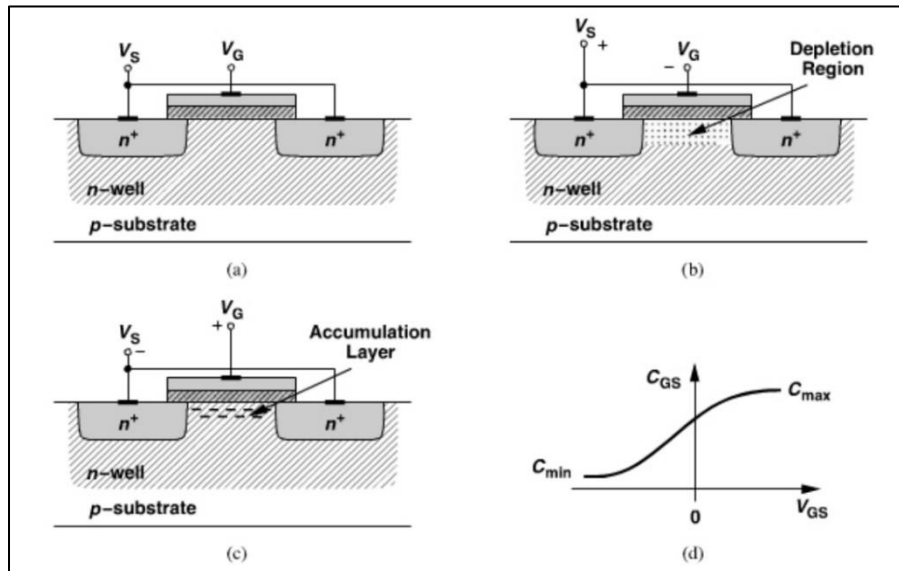 V_S
V_G
n+
n+
n-well
p-substrate
(a)
V_S
+
V_G
−
Depletion
Region
n+
n+
n-well
p-substrate
(b)
V_G
+
V_S
−
Accumulation
Layer
n+
n+
n-well
p-substrate
(c)
C_GS
C_max
C_min
0
V_GS
(d)